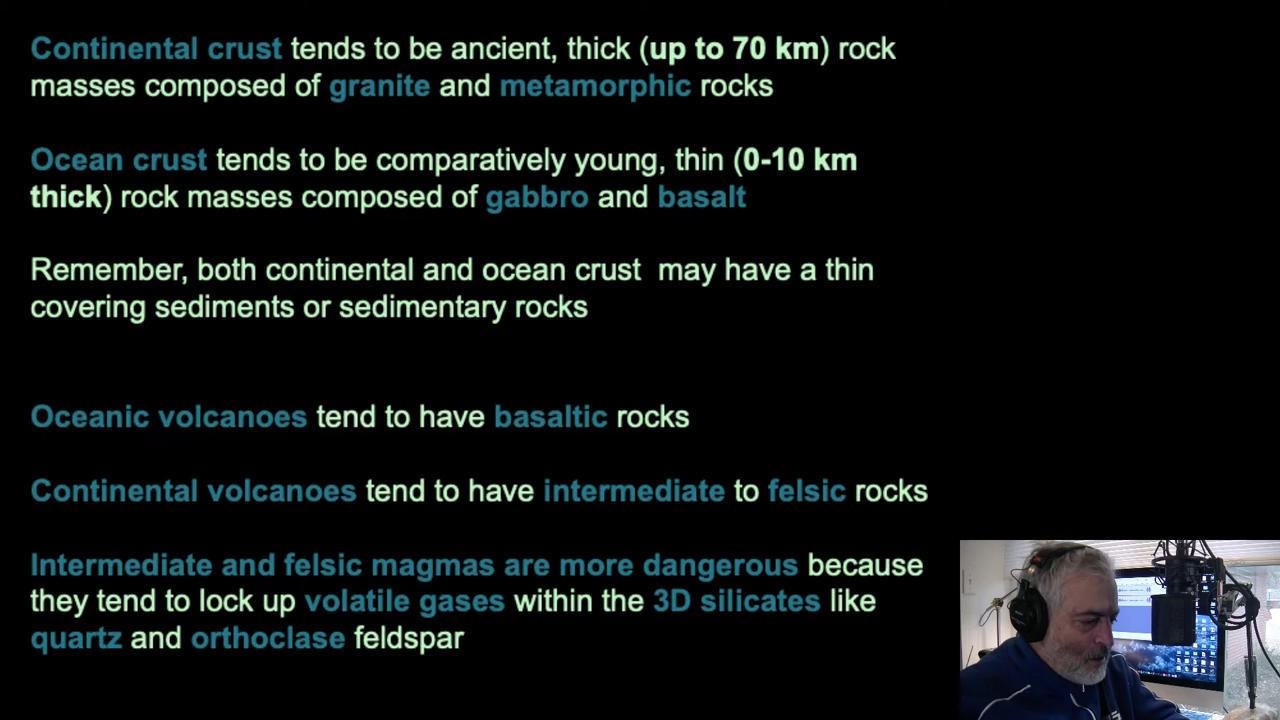 Continental crust tends to be ancient, thick (up to 70 km) rock
masses composed of granite and metamorphic rocks
Ocean crust tends to be comparatively young, thin (0-10 km
thick) rock masses composed of gabbro and basalt
Remember, both continental and ocean crust  may have a thin
covering sediments or sedimentary rocks
Oceanic volcanoes tend to have basaltic rocks
Continental volcanoes tend to have intermediate to felsic rocks
Intermediate and felsic magmas are more dangerous because
they tend to lock up volatile gases within the 3D silicates like
quartz and orthoclase feldspar